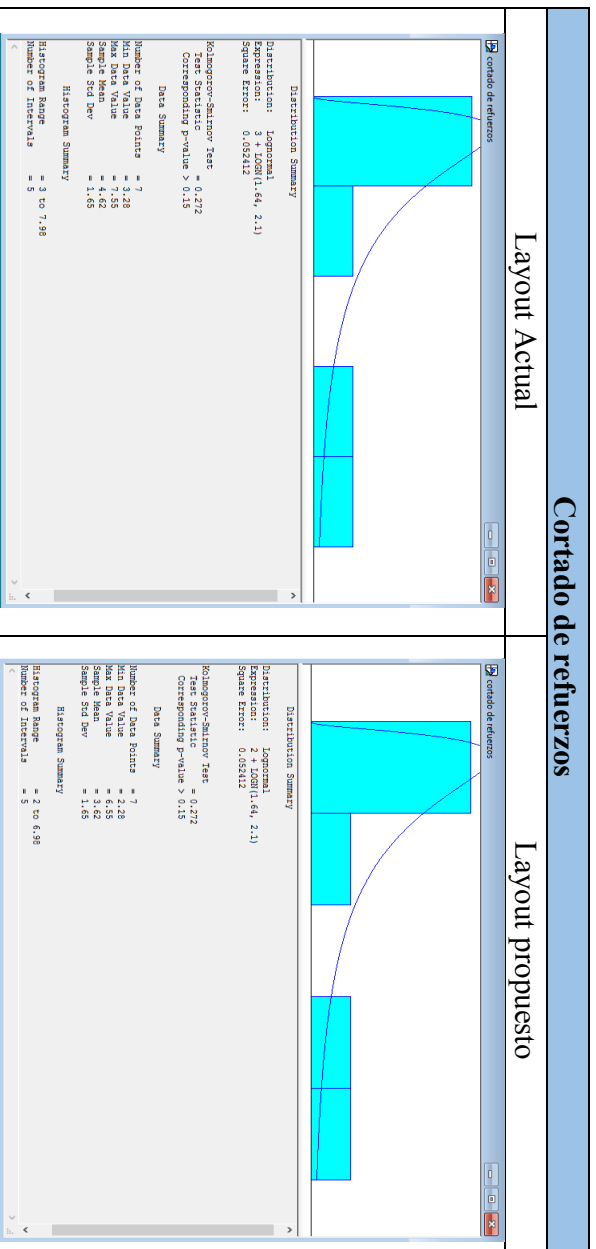 Cortado de refuerzos
Layout Actual
Layout propuesto
cortado de refuerzos
Distribution Summary
Distribution: Lognormal
Expression: 3 + LOGN(1.64, 2.1)
Square Error: 0.052412
Kolmogorov-Smirnov Test
Test Statistic = 0.272
Corresponding p-value > 0.15
Data Summary
Number of Data Points = 7
Min Data Value = 3.28
Max Data Value = 7.55
Sample Mean = 4.62
Sample Std Dev = 1.65
Histogram Summary
Histogram Range = 3 to 7.98
Number of Intervals = 5
cortado de refuerzos
Distribution Summary
Distribution: Lognormal
Expression: 2 + LOGN(1.64, 2.1)
Square Error: 0.052412
Kolmogorov-Smirnov Test
Test Statistic = 0.272
Corresponding p-value > 0.15
Data Summary
Number of Data Points = 7
Min Data Value = 2.28
Max Data Value = 6.55
Sample Mean = 3.62
Sample Std Dev = 1.65
Histogram Summary
Histogram Range = 2 to 6.98
Number of Intervals = 5